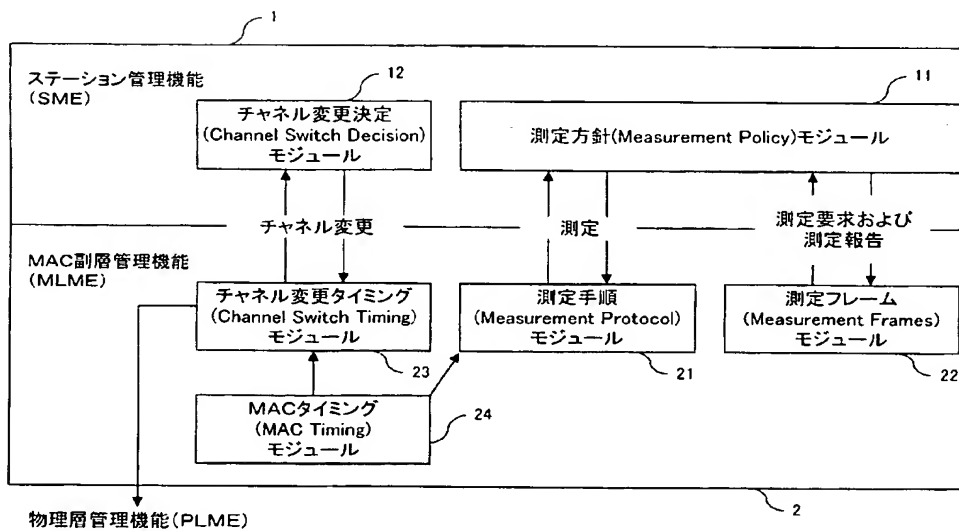 1
ステーション管理機能
(SME)
12
チャネル変更決定
(Channel Switch Decision)
モジュール
11
測定方針(Measurement Policy)モジュール
チャネル変更
測定
測定要求および
測定報告
MAC副層管理機能
(MLME)
チャネル変更タイミング
(Channel Switch Timing)
モジュール
23
測定手順
(Measurement Protocol)
モジュール
21
測定フレーム
(Measurement Frames)
モジュール
22
MACタイミング
(MAC Timing)
モジュール
24
2
物理層管理機能(PLME)